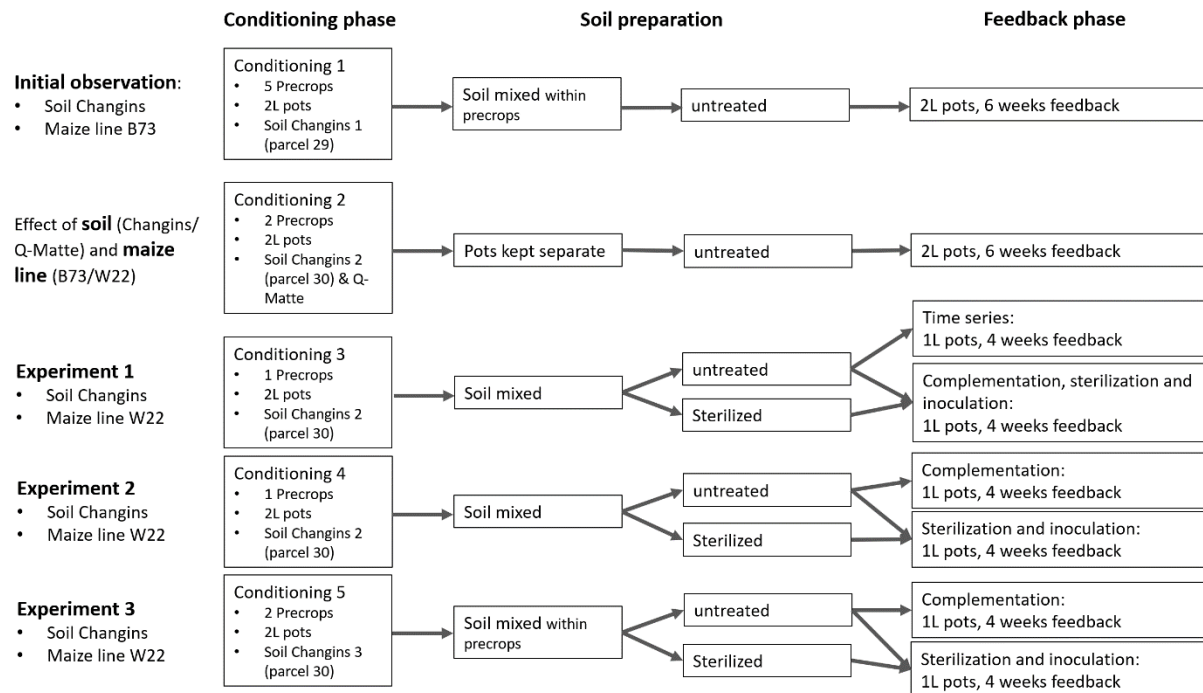 Conditioning phase
Soil preparation
Feedback phase
Initial observation:
• Soil Changins
• Maize line B73
Conditioning 1
• 5 Precrops
• 2L pots
• Soil Changins 1
(parcel 29)
Soil mixed within
precrops
untreated
2L pots, 6 weeks feedback
Effect of soil (Changins/
Q-Matte) and maize
line (B73/W22)
Conditioning 2
• 2 Precrops
• 2L pots
• Soil Changins 2
(parcel 30) & Q-
Matte
Pots kept separate
untreated
2L pots, 6 weeks feedback
Experiment 1
• Soil Changins
• Maize line W22
Conditioning 3
• 1 Precrops
• 2L pots
• Soil Changins 2
(parcel 30)
Soil mixed
untreated
Sterilized
Time series:
1L pots, 4 weeks feedback
Complementation, sterilization and
inoculation:
1L pots, 4 weeks feedback
Experiment 2
• Soil Changins
• Maize line W22
Conditioning 4
• 1 Precrops
• 2L pots
• Soil Changins 2
(parcel 30)
Soil mixed
untreated
Sterilized
Complementation:
1L pots, 4 weeks feedback
Sterilization and inoculation:
1L pots, 4 weeks feedback
Experiment 3
• Soil Changins
• Maize line W22
Conditioning 5
• 2 Precrops
• 2L pots
• Soil Changins 3
(parcel 30)
Soil mixed within
precrops
untreated
Sterilized
Complementation:
1L pots, 4 weeks feedback
Sterilization and inoculation:
1L pots, 4 weeks feedback